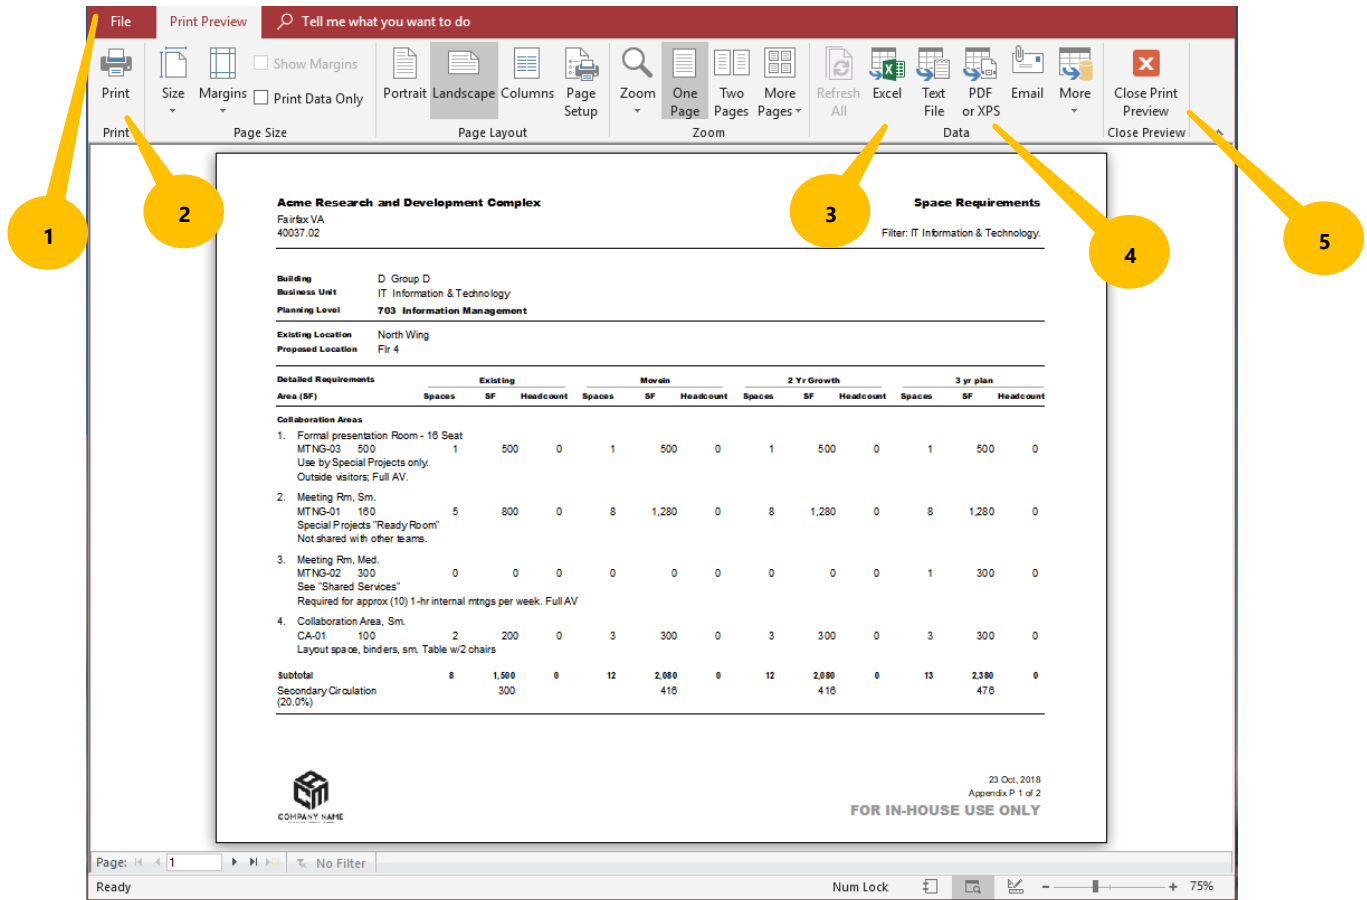 File Print Preview Tell me what you want to do
Print Size Margins Show Margins Print Data Only Portrait Landscape Columns Page Setup Zoom One Page Two Pages More Pages Refresh All Excel Text File PDF or XPS Email More Close Print Preview
Print Page Size Page Layout Zoom Data Close Preview
1
2
3
4
5
Acme Research and Development Complex Space Requirements
Fairfax VA
40037.02 Filter: IT Information & Technology.
Building D Group D
Business Unit IT Information & Technology
Planning Level 703 Information Management
Existing Location North Wing
Proposed Location Flr 4
Detailed Requirements Existing Movein 2 Yr Growth 3 yr plan
Area (SF) Spaces SF Headcount Spaces SF Headcount Spaces SF Headcount Spaces SF Headcount
Collaboration Areas
1. Formal presentation Room - 16 Seat
MTNG-03 500 1 500 0 1 500 0 1 500 0 1 500 0
Use by Special Projects only.
Outside visitors; Full AV.
2. Meeting Rm, Sm.
MTNG-01 160 5 800 0 8 1,280 0 8 1,280 0 8 1,280 0
Special Projects "Ready Room"
Not shared with other teams.
3. Meeting Rm, Med.
MTNG-02 300 0 0 0 0 0 0 0 0 0 1 300 0
See "Shared Services"
Required for approx (10) 1-hr internal mtngs per week. Full AV
4. Collaboration Area, Sm.
CA-01 100 2 200 0 3 300 0 3 300 0 3 300 0
Layout space, binders, sm. Table w/2 chairs
Subtotal 8 1,500 0 12 2,080 0 12 2,080 0 13 2,380 0
Secondary Circulation 300 416 416 476
(20.0%)
23 Oct, 2018
Appendix P 1 of 2
FOR IN-HOUSE USE ONLY
ACM
COMPANY NAME
Page: 1 No Filter
Ready Num Lock 75%